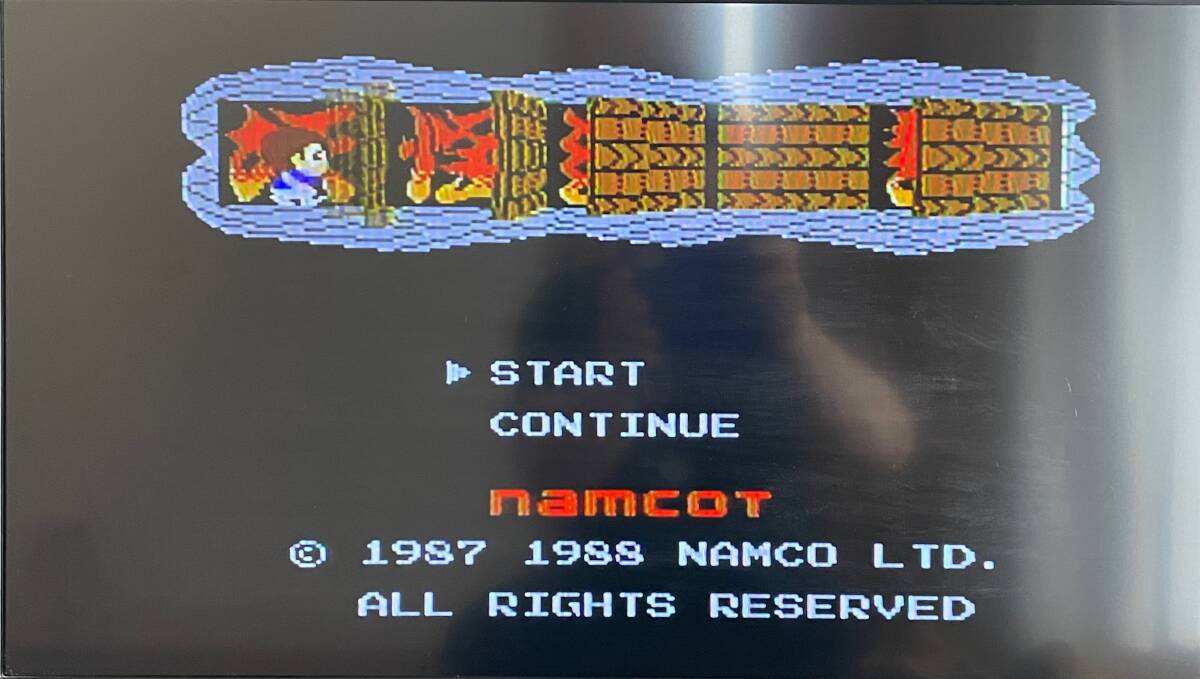 START
CONTINUE
namcoT
© 1987 1988 NAMCO LTD.
ALL RIGHTS RESERVED